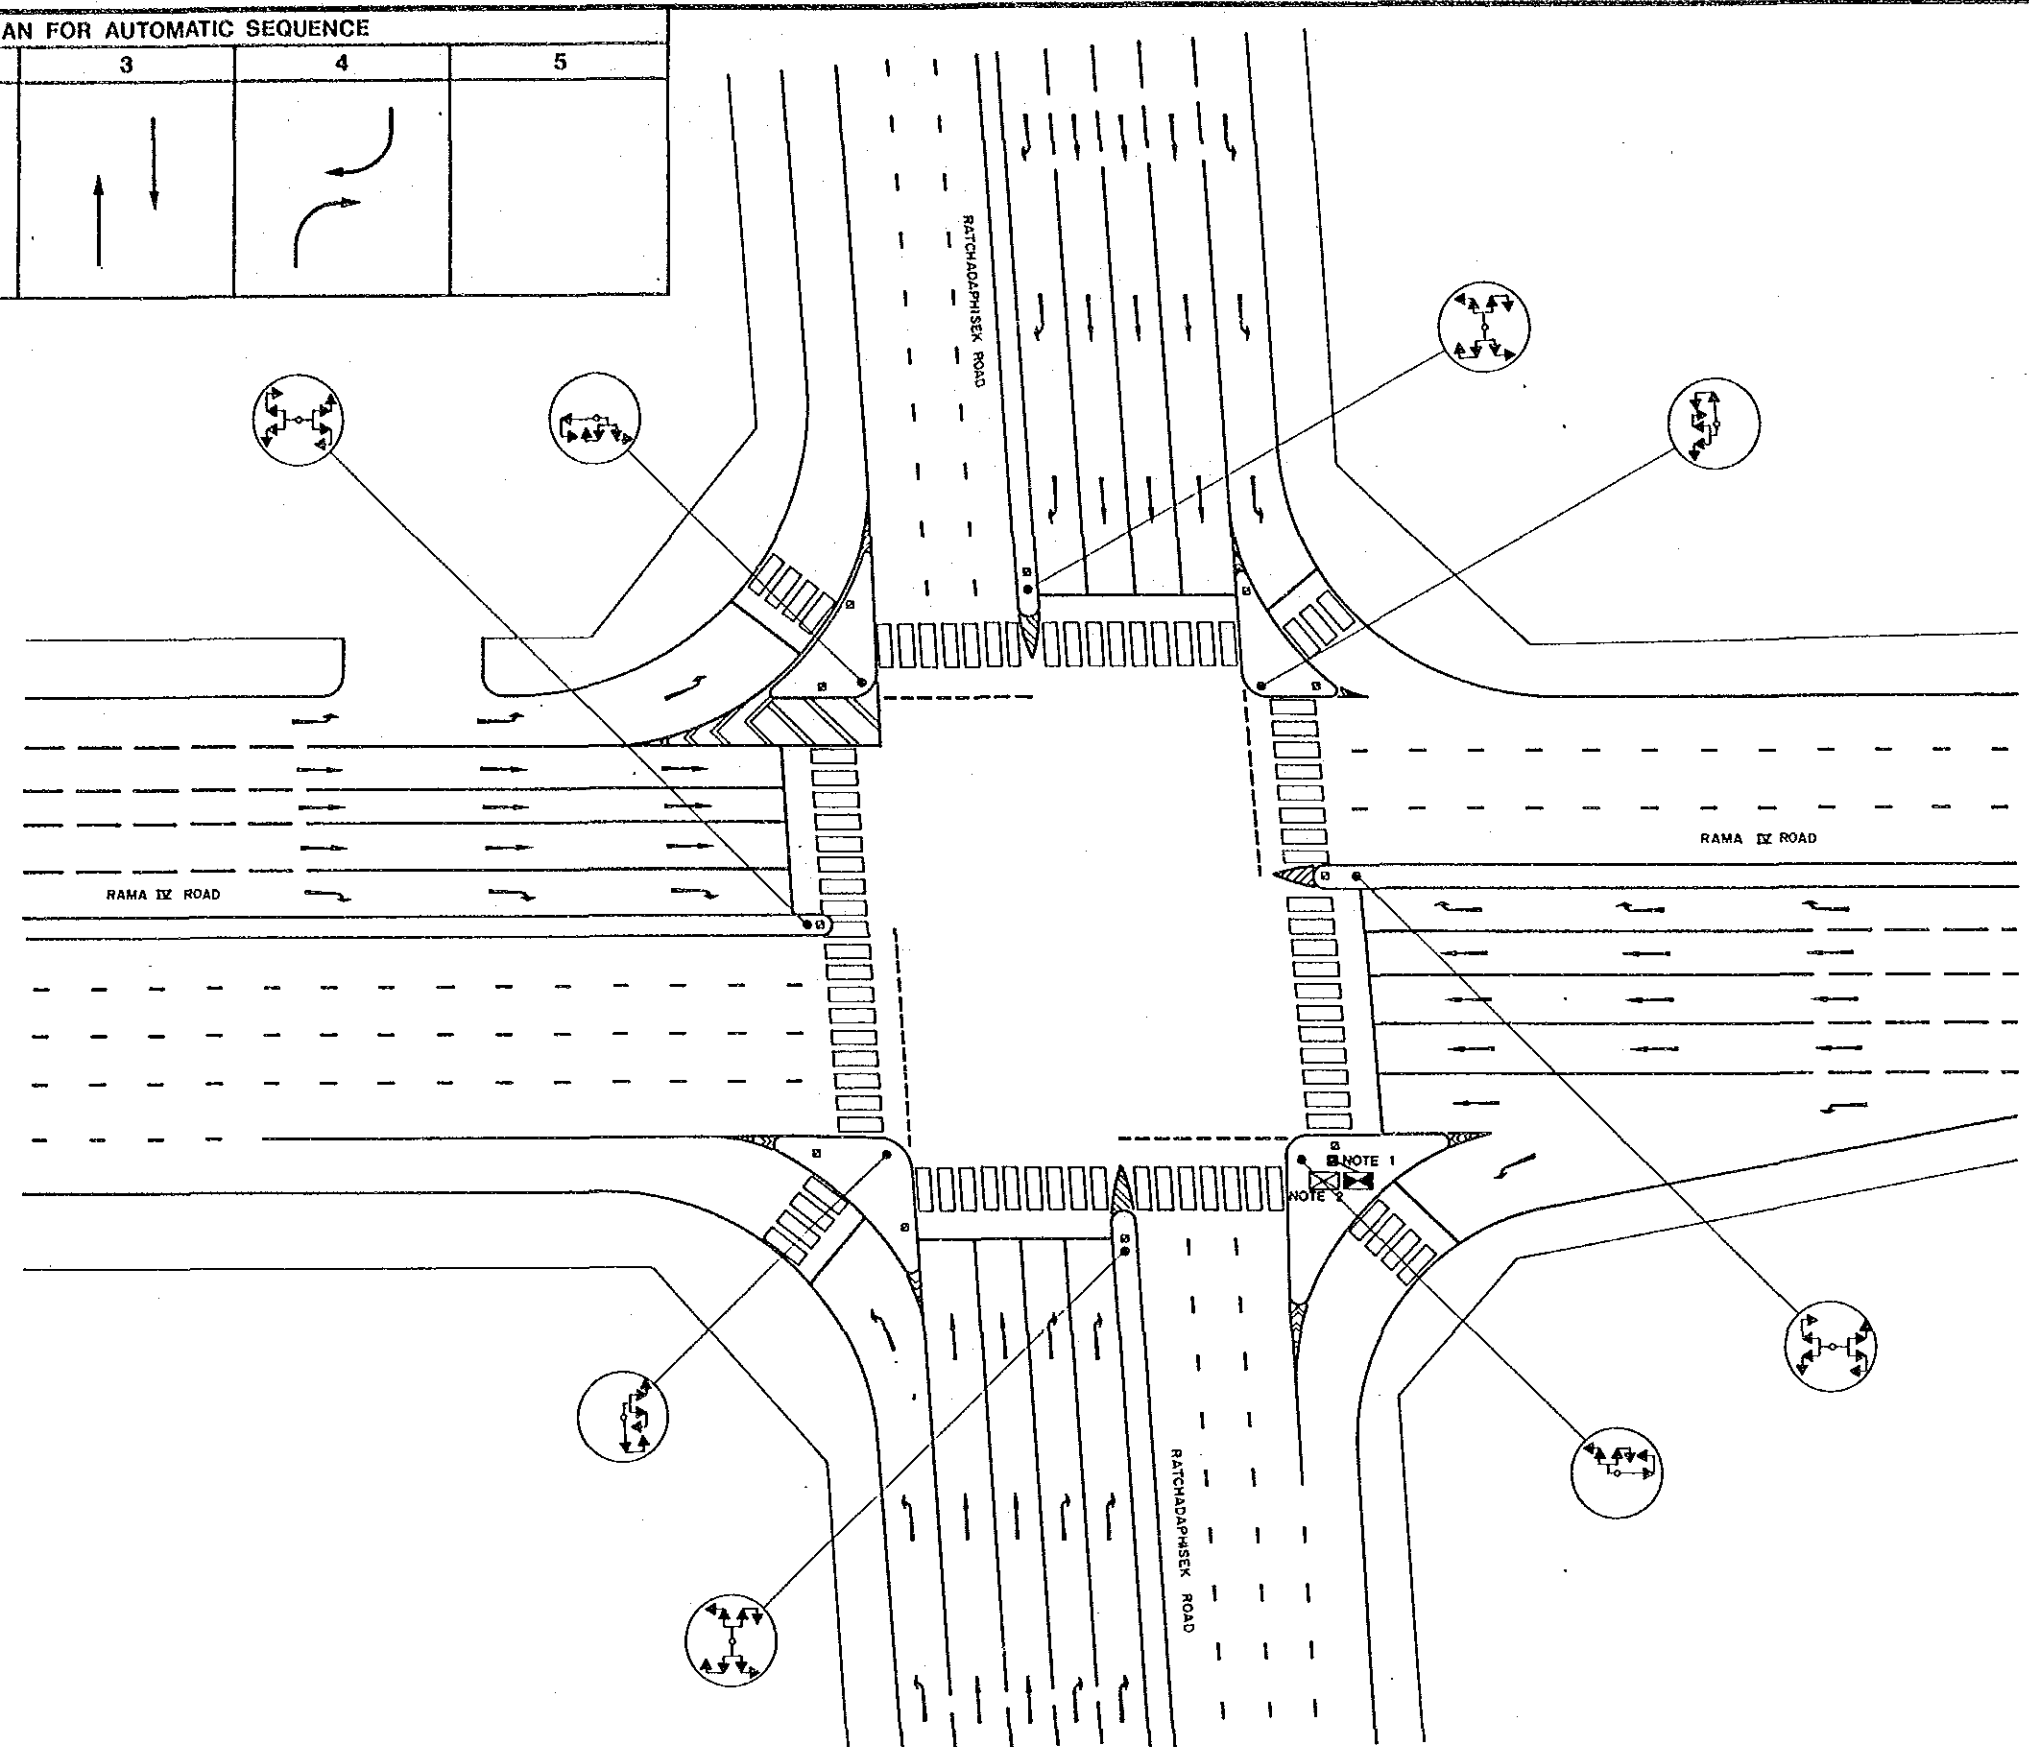 AN FOR AUTOMATIC SEQUENCE
3 4 5
RATCHADAPHISEK ROAD
RAMA IV ROAD
RAMA IV ROAD
NOTE 1
NOTE 2
RATCHADAPHISEK ROAD